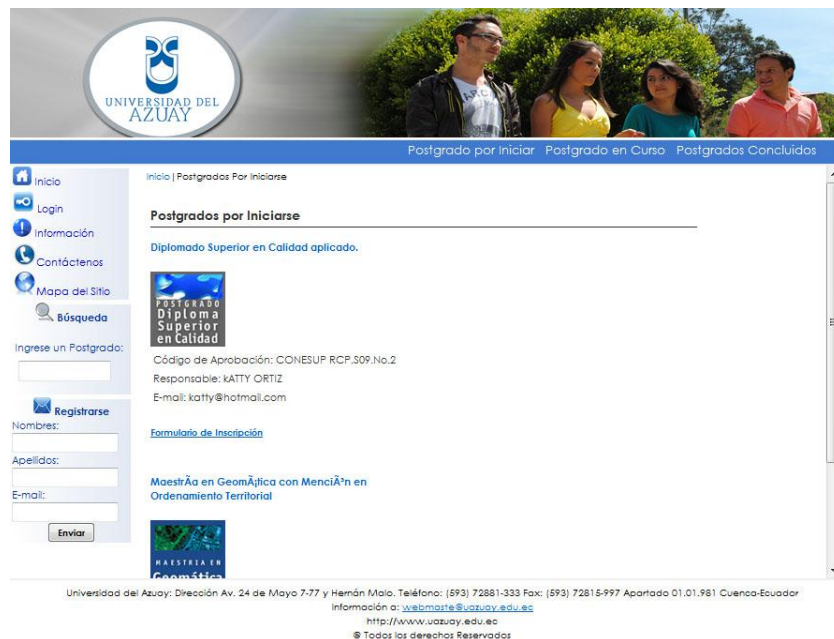 UNIVERSIDAD DEL
AZUAY
Postgrado por Iniciar Postgrado en Curso Postgrados Concluidos
Inicio
Login
Información
Contáctenos
Mapa del Sitio
Búsqueda
Ingrese un Postgrado:
Registrarse
Nombres:
Apellidos:
E-mail:
Enviar
Inicio | Postgrados Por Iniciarse
Postgrados por Iniciarse
Diplomado Superior en Calidad aplicado.
POSTGRADO
Diploma
Superior
en Calidad
Código de Aprobación: CONESUP RCP.S09.No.2
Responsable: kATTY ORTIZ
E-mail: katty@hotmail.com
Formulario de Inscripción
MaestrÃa en GeomÃ¡tica con MenciÃ³n en
Ordenamiento Territorial
MAESTRIA EN
Geomática
Universidad del Azuay: Dirección Av. 24 de Mayo 7-77 y Hernán Malo. Teléfono: (593) 72881-333 Fax: (593) 72815-997 Apartado 01.01.981 Cuenca-Ecuador
Información a: webmaste@uazuay.edu.ec
http://www.uazuay.edu.ec
® Todos los derechos Reservados